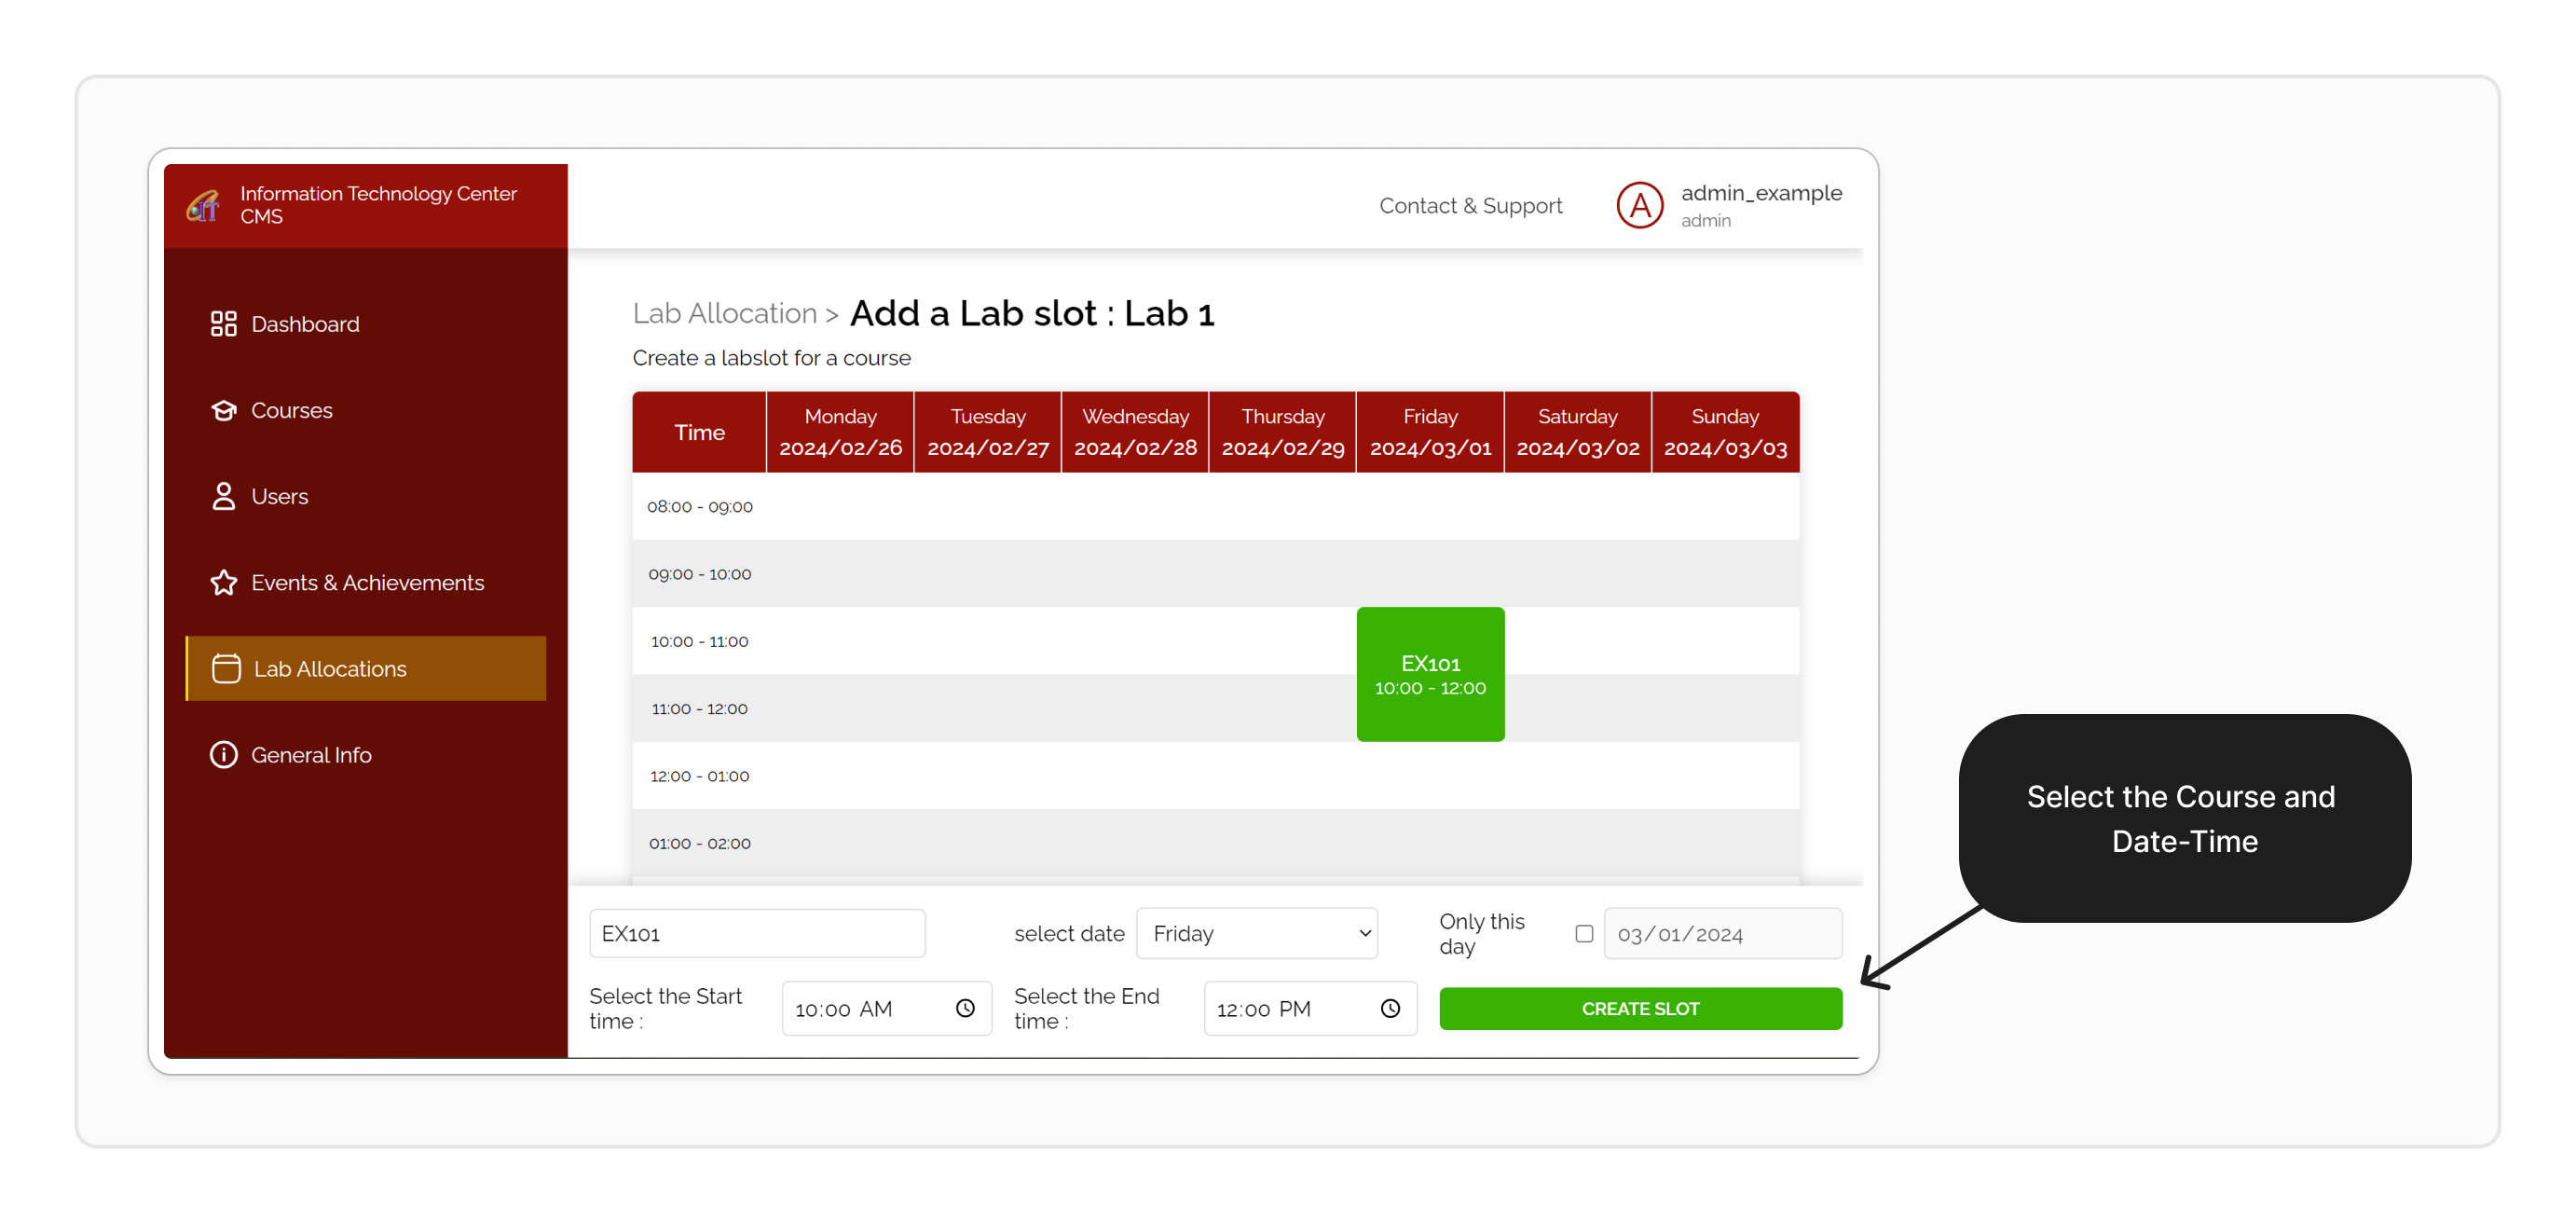 Information Technology Center
CMS
Contact & Support
A
admin_example
admin
Dashboard
Courses
Users
Events & Achievements
Lab Allocations
General Info
Lab Allocation > Add a Lab slot : Lab 1
Create a labslot for a course
Time
Monday
2024/02/26
Tuesday
2024/02/27
Wednesday
2024/02/28
Thursday
2024/02/29
Friday
2024/03/01
Saturday
2024/03/02
Sunday
2024/03/03
08:00 - 09:00
09:00 - 10:00
10:00 - 11:00
11:00 - 12:00
12:00 - 01:00
01:00 - 02:00
EX101
10:00 - 12:00
EX101
select date
Friday
Only this
day
03/01/2024
Select the Start
time :
10:00 AM
Select the End
time :
12:00 PM
CREATE SLOT
Select the Course and
Date-Time